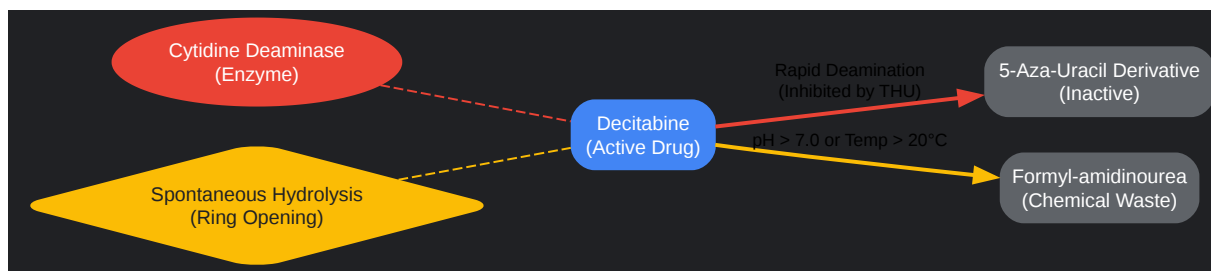 Cytidine Deaminase
(Enzyme)
Spontaneous Hydrolysis
(Ring Opening)
Decitabine
(Active Drug)
Rapid Deamination
(Inhibited by THU)
pH > 7.0 or Temp > 20°C
5-Aza-Uracil Derivative
(Inactive)
Formyl-amidinourea
(Chemical Waste)